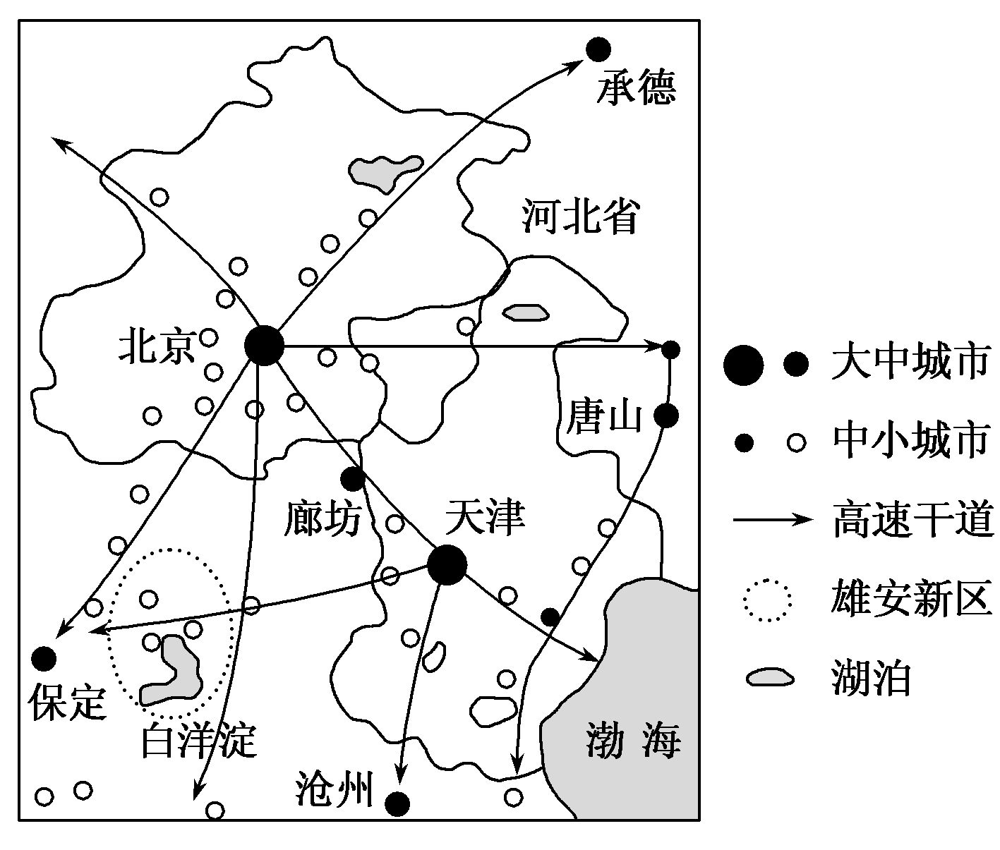 承德
河北省
北京
唐山
廊坊
天津
保定
白洋淀
沧州
渤海
大中城市
中小城市
高速干道
雄安新区
湖泊